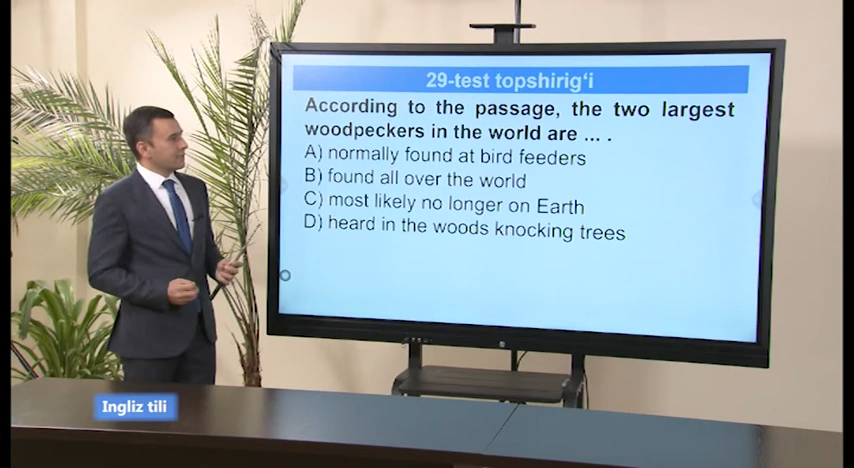 29-test topshirig‘i
According to the passage, the two largest
woodpeckers in the world are ... .
A) normally found at bird feeders
B) found all over the world
C) most likely no longer on Earth
D) heard in the woods knocking trees
Ingliz tili